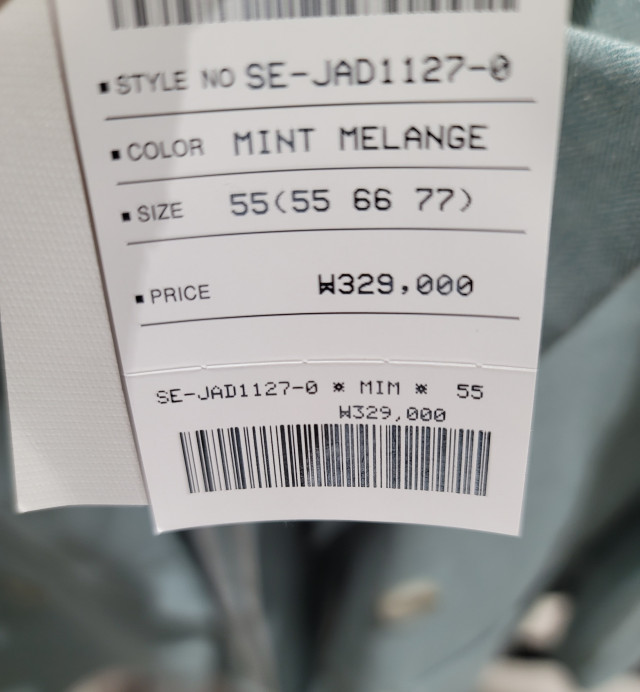 ▪STYLE NO SE-JAD1127-0
▪COLOR MINT MELANGE
▪SIZE 55(55 66 77)
▪PRICE ₩329,000
SE-JAD1127-0 * MIM * 55
₩329,000